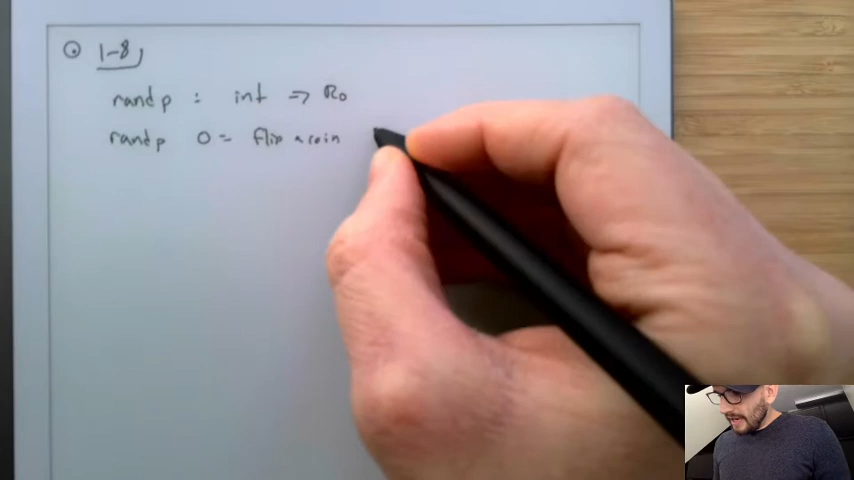 ⊙ 1-8,
randp : int => R0
randp 0 = flip a coin